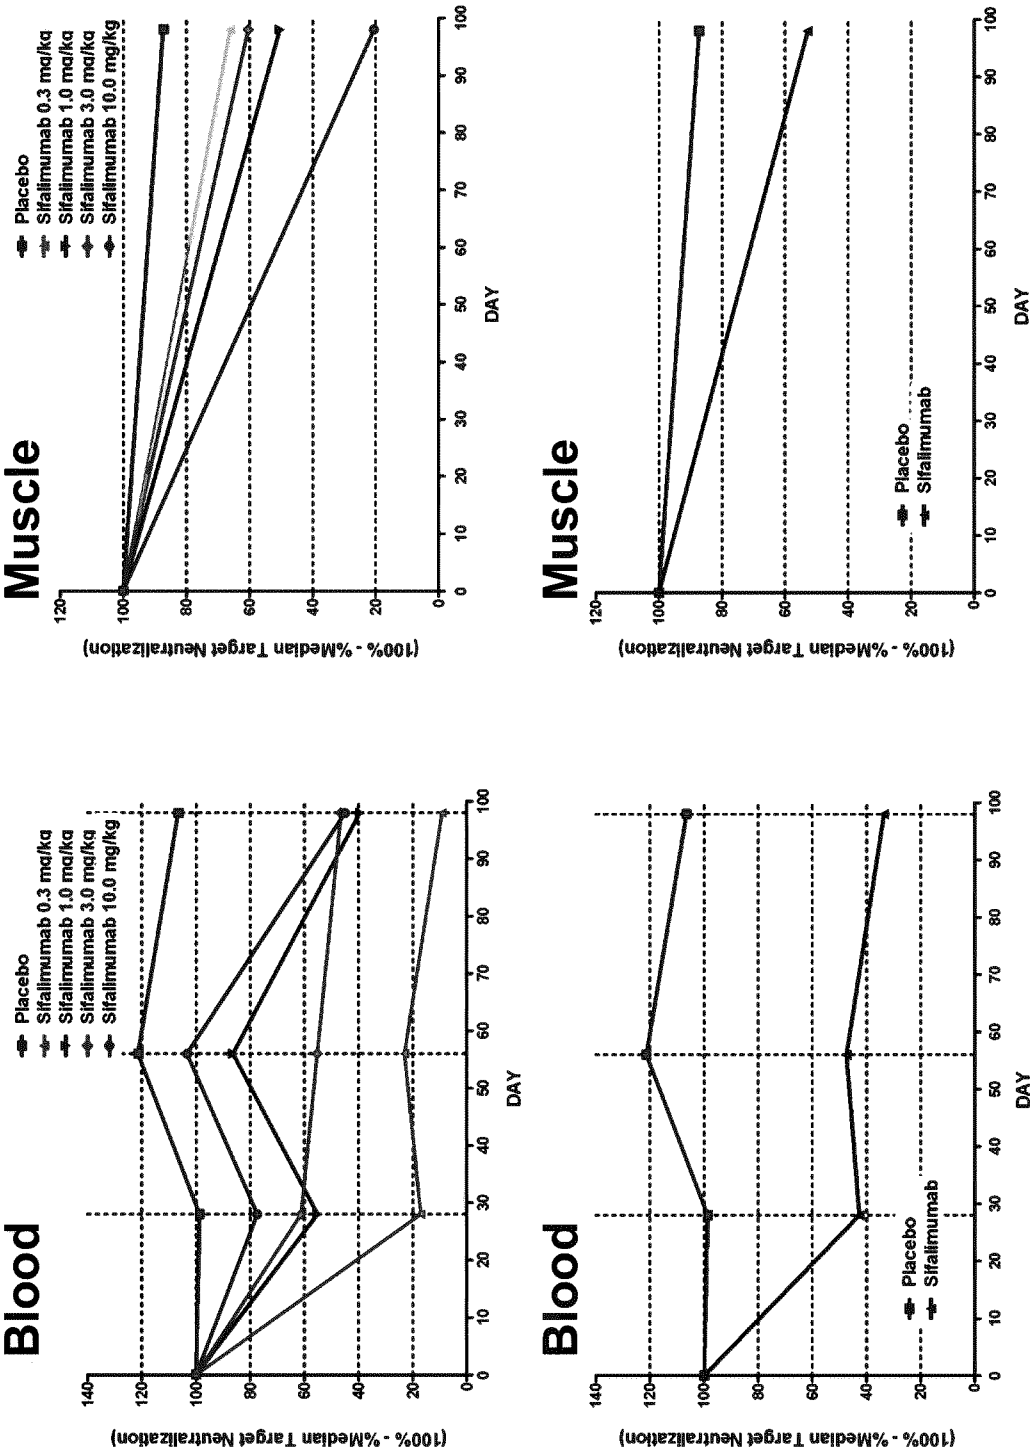 Blood
(100% - %Median Target Neutralization)
140
120
100
80
60
40
20
0
0 10 20 30 40 50 60 70 80 90 100
DAY
Placebo
Sifalimumab 0.3 mg/kg
Sifalimumab 1.0 mg/kg
Sifalimumab 3.0 mg/kg
Sifalimumab 10.0 mg/kg
Muscle
(100% - %Median Target Neutralization)
120
100
80
60
40
20
0
0 10 20 30 40 50 60 70 80 90 100
DAY
Placebo
Sifalimumab 0.3 mg/kg
Sifalimumab 1.0 mg/kg
Sifalimumab 3.0 mg/kg
Sifalimumab 10.0 mg/kg
Blood
(100% - %Median Target Neutralization)
140
120
100
80
60
40
20
0
0 10 20 30 40 50 60 70 80 90 100
DAY
Placebo
Sifalimumab
Muscle
(100% - %Median Target Neutralization)
120
100
80
60
40
20
0
0 10 20 30 40 50 60 70 80 90 100
DAY
Placebo
Sifalimumab